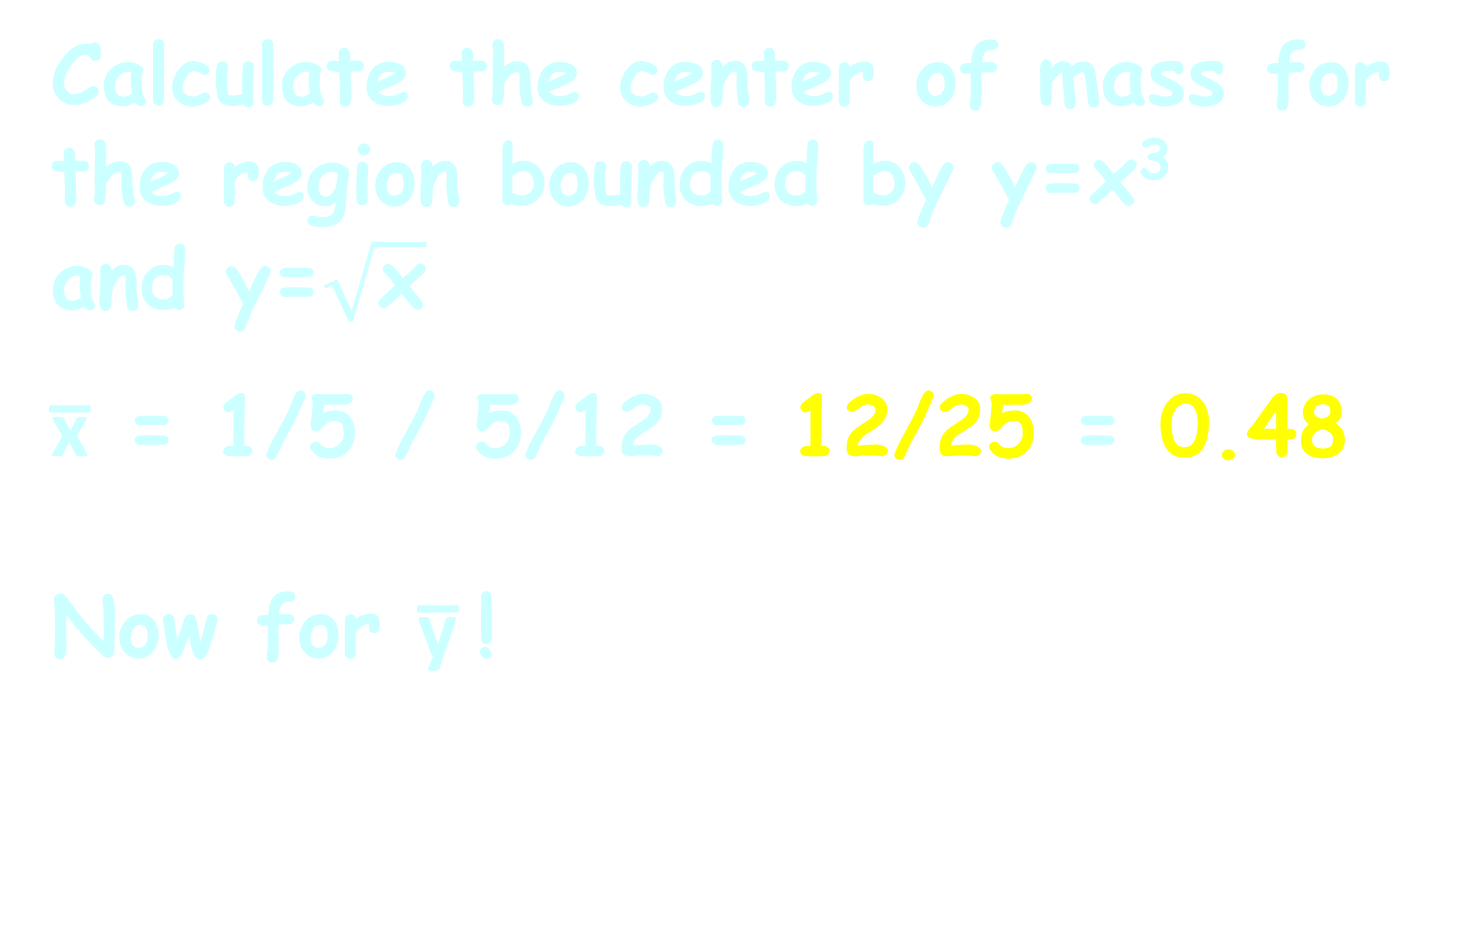 Calculate the center of mass for
the region bounded by y=x³
and y=√x
x̅ = 1/5 / 5/12 = 12/25 = 0.48
Now for y̅!